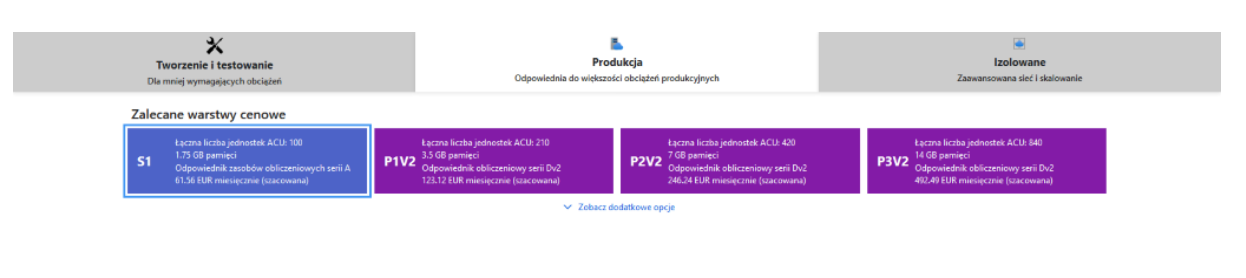 Tworzenie i testowanie
Dla mniej wymagających obciążeń
Produkcja
Odpowiednia do większości obciążeń produkcyjnych
Izolowane
Zaawansowana sieć i skalowanie
Zalecane warstwy cenowe
S1
Łączna liczba jednostek ACU: 100
1.75 GB pamięci
Odpowiednik zasobów obliczeniowych serii A
61.56 EUR miesięcznie (szacowana)
P1V2
Łączna liczba jednostek ACU: 210
3.5 GB pamięci
Odpowiednik obliczeniowy serii Dv2
123.12 EUR miesięcznie (szacowana)
P2V2
Łączna liczba jednostek ACU: 420
7 GB pamięci
Odpowiednik obliczeniowy serii Dv2
246.24 EUR miesięcznie (szacowana)
P3V2
Łączna liczba jednostek ACU: 840
14 GB pamięci
Odpowiednik obliczeniowy serii Dv2
492.49 EUR miesięcznie (szacowana)
Zobacz dodatkowe opcje